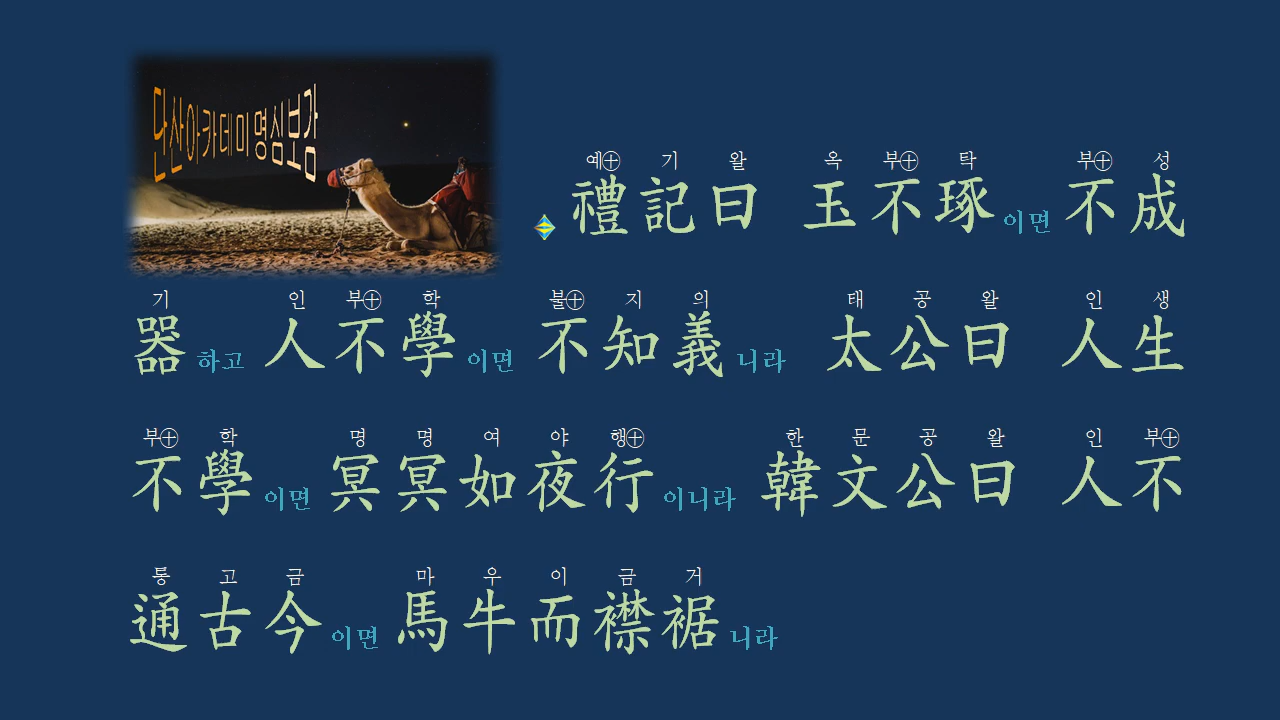 단산아카데미명심보감
예⊕ 기 왈 옥 부⊕ 탁 부⊕ 성
禮記曰 玉不琢이면 不成
기 인 부⊕ 학 불⊕ 지 의 태 공 왈 인 생
器하고 人不學이면 不知義니라 太公曰 人生
부⊕ 학 명 명 여 야 행⊕ 한 문 공 왈 인 부⊕
不學이면 冥冥如夜行이니라 韓文公曰 人不
통 고 금 마 우 이 금 거
通古今이면 馬牛而襟裾니라